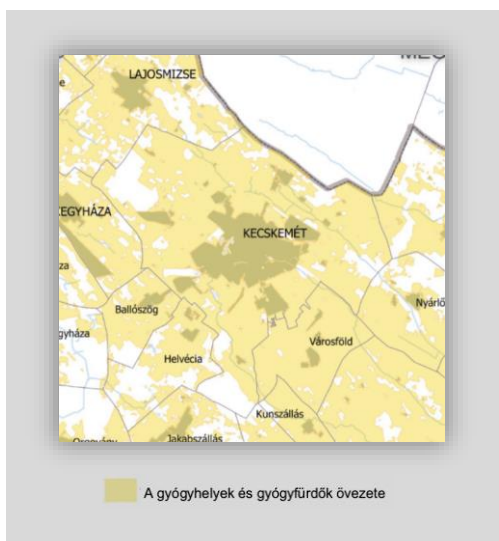 LAJOSMIZSE
KECSKEMÉT
Ballószög
Helvécia
Városföld
Kunszállás
Jakabszállás
A gyógyhelyek és gyógyfürdők övezete